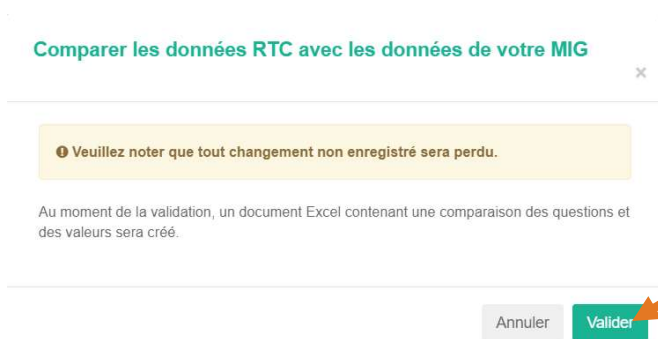 Comparer les données RTC avec les données de votre MIG
×
Veuillez noter que tout changement non enregistré sera perdu.
Au moment de la validation, un document Excel contenant une comparaison des questions et
des valeurs sera créé.
Annuler Valider